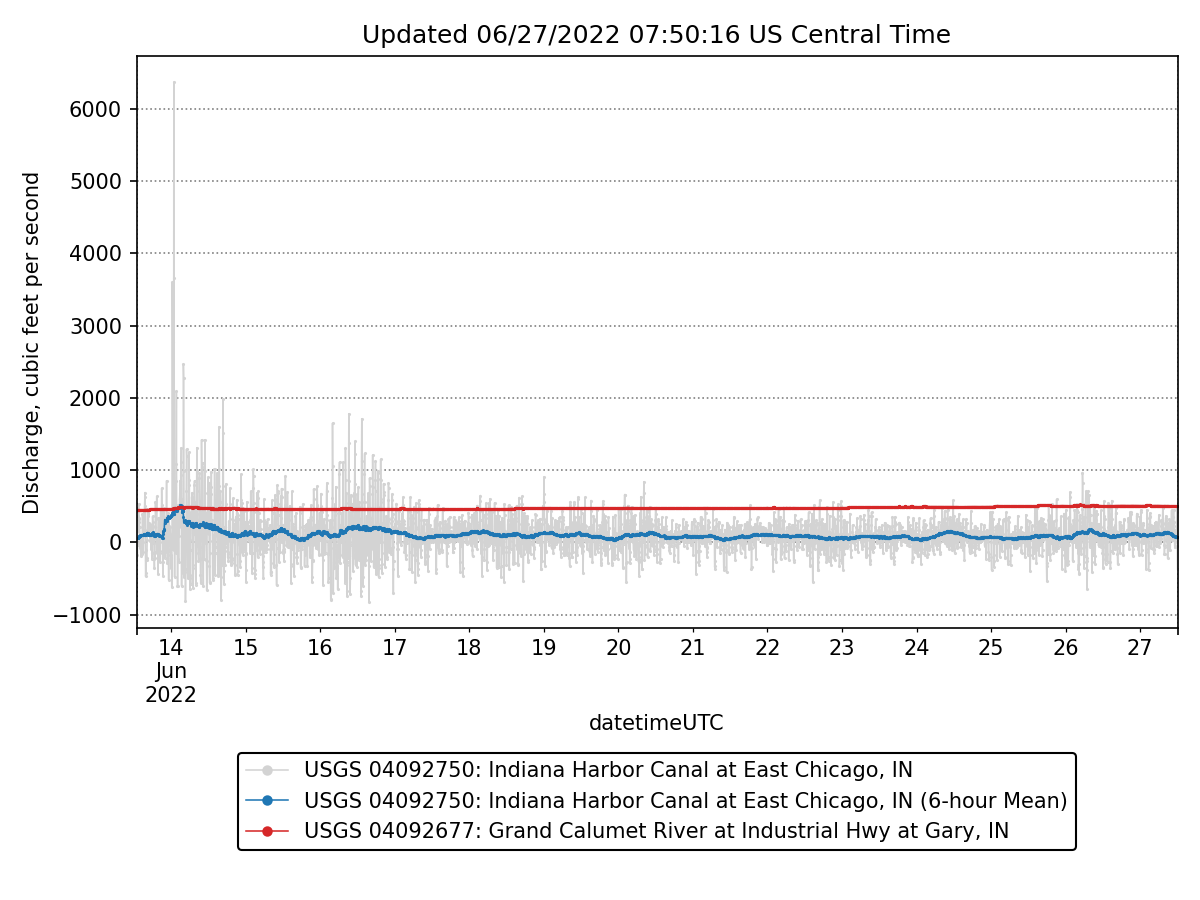 Updated 06/27/2022 07:50:16 US Central Time
Discharge, cubic feet per second
6000
5000
4000
3000
2000
1000
0
−1000
14 15 16 17 18 19 20 21 22 23 24 25 26 27
Jun
2022
datetimeUTC
USGS 04092750: Indiana Harbor Canal at East Chicago, IN
USGS 04092750: Indiana Harbor Canal at East Chicago, IN (6-hour Mean)
USGS 04092677: Grand Calumet River at Industrial Hwy at Gary, IN